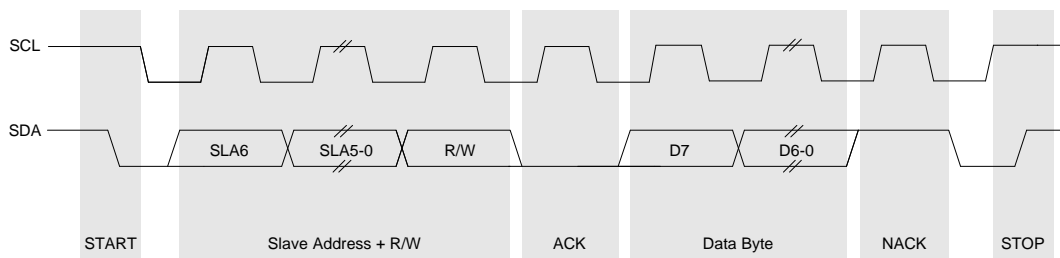 SCL
SDA
SLA6 SLA5-0 R/W D7 D6-0
START Slave Address + R/W ACK Data Byte NACK STOP